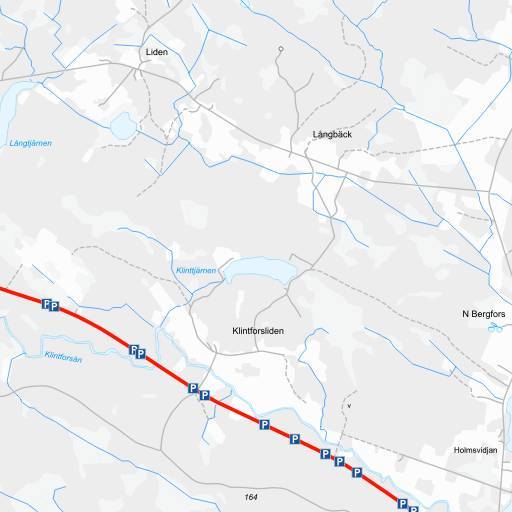 Liden
Långbäck
Långtjärnen
Klinttjärnen
P P
N Bergfors
Klintforsliden
P P
Klintforsån
P P
v
P
P
Holmsvidjan
P P
P
164
P P